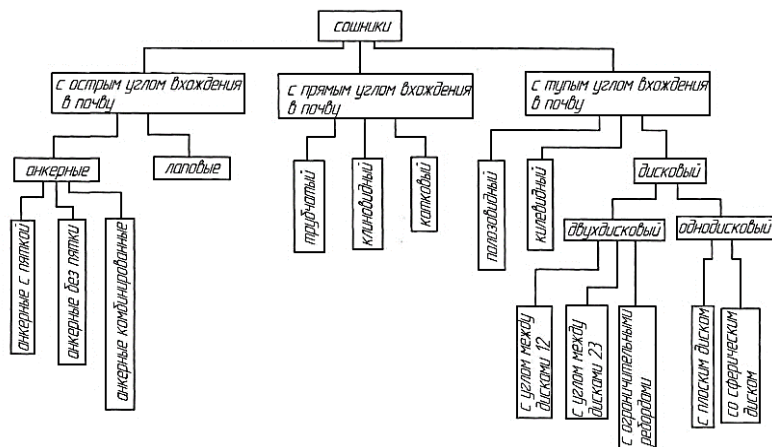 сошники
с острым углом вхождения
в почву
с прямым углом вхождения
в почву
с тупым углом вхождения
в почву
анкерные
лаповые
трубчатый
клиновидный
катковый
полозовидный
килевидный
дисковый
двухдисковый
однодисковый
анкерные с пяткой
анкерные без пятки
анкерные комбинированные
с углом между
дисками 12
с углом между
дисками 23
с ограничительными
ребордами
с плоским диском
со сферическим
диском